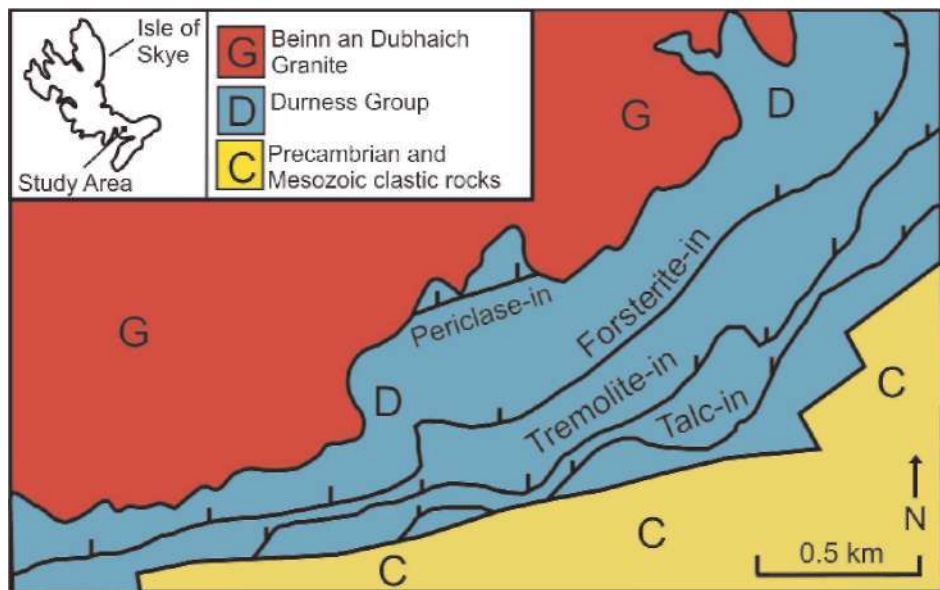 Isle of
Skye
Study Area
G
Beinn an Dubhaich
Granite
D
Durness Group
C
Precambrian and
Mesozoic clastic rocks
G
D
G
Periclase-in
Forsterite-in
D
Tremolite-in
Talc-in
C
C
C
N
0.5 km